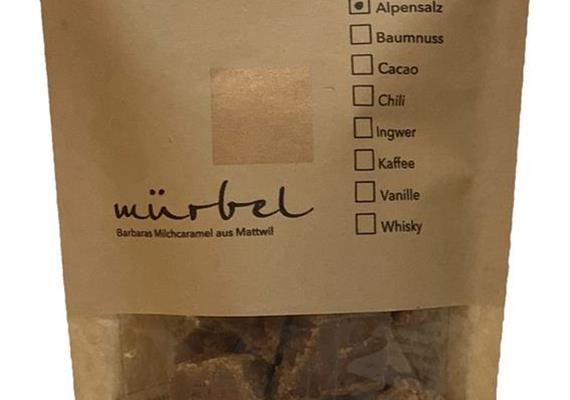 Alpensalz
Baumnuss
Cacao
Chili
Ingwer
Kaffee
Vanille
Whisky
mürbel
Barbaras Milchcaramel aus Mattwil